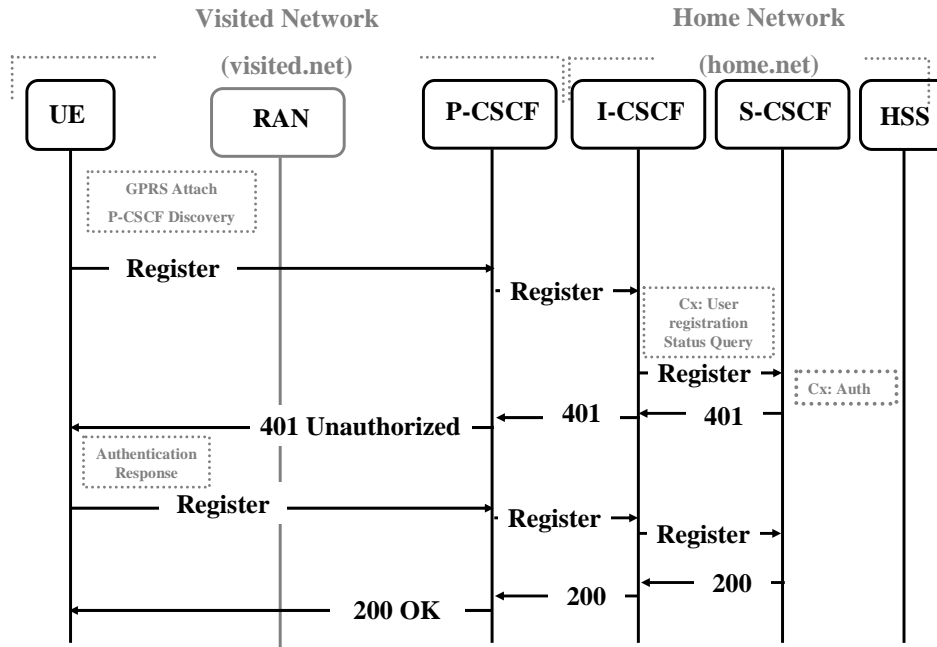 Visited Network
Home Network
(visited.net)
(home.net)
UE
RAN
P-CSCF
I-CSCF
S-CSCF
HSS
GPRS Attach
P-CSCF Discovery
Register
Register
Cx: User
registration
Status Query
Register
Cx: Auth
401 Unauthorized
401
401
Authentication
Response
Register
Register
Register
200 OK
200
200